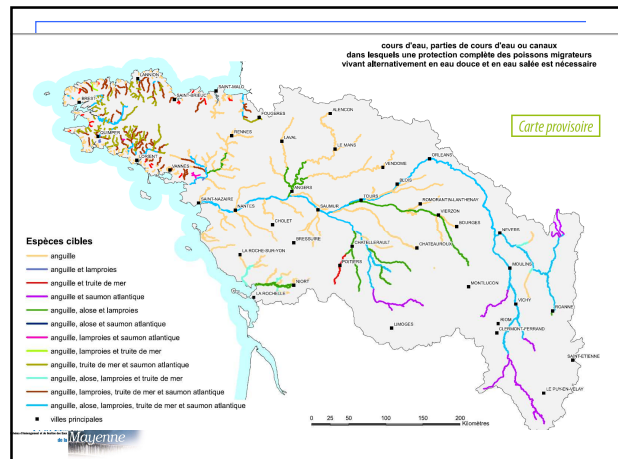 cours d'eau, parties de cours d'eau ou canaux
dans lesquels une protection complète des poissons migrateurs
vivant alternativement en eau douce et en eau salée est nécessaire
Carte provisoire
LANNION
SAINT-MALO
BREST
SAINT-BRIEUC
FOUGERES
ALENCON
QUIMPER
RENNES
LAVAL
LE MANS
LORIENT
VANNES
VENDOME
ORLEANS
BLOIS
ANGERS
TOURS
SAINT-NAZAIRE
NANTES
SAUMUR
ROMORANTIN-LANTHENAY
VIERZON
BOURGES
CHOLET
NEVERS
BRESSUIRE
CHATELLERAULT
CHATEAUROUX
LA ROCHE-SUR-YON
POITIERS
MOULINS
NIORT
MONTLUCON
LA ROCHELLE
VICHY
ROANNE
LIMOGES
RIOM
CLERMONT-FERRAND
SAINT-ETIENNE
LE PUY-EN-VELAY
Espèces cibles
anguille
anguille et lamproies
anguille et truite de mer
anguille et saumon atlantique
anguille, alose et lamproies
anguille, alose et saumon atlantique
anguille, lamproies et saumon atlantique
anguille, lamproies et truite de mer
anguille, truite de mer et saumon atlantique
anguille, alose, lamproies et truite de mer
anguille, lamproies, truite de mer et saumon atlantique
anguille, alose, lamproies, truite de mer et saumon atlantique
villes principales
0 50 100 150 200
Kilomètres
de la Mayenne